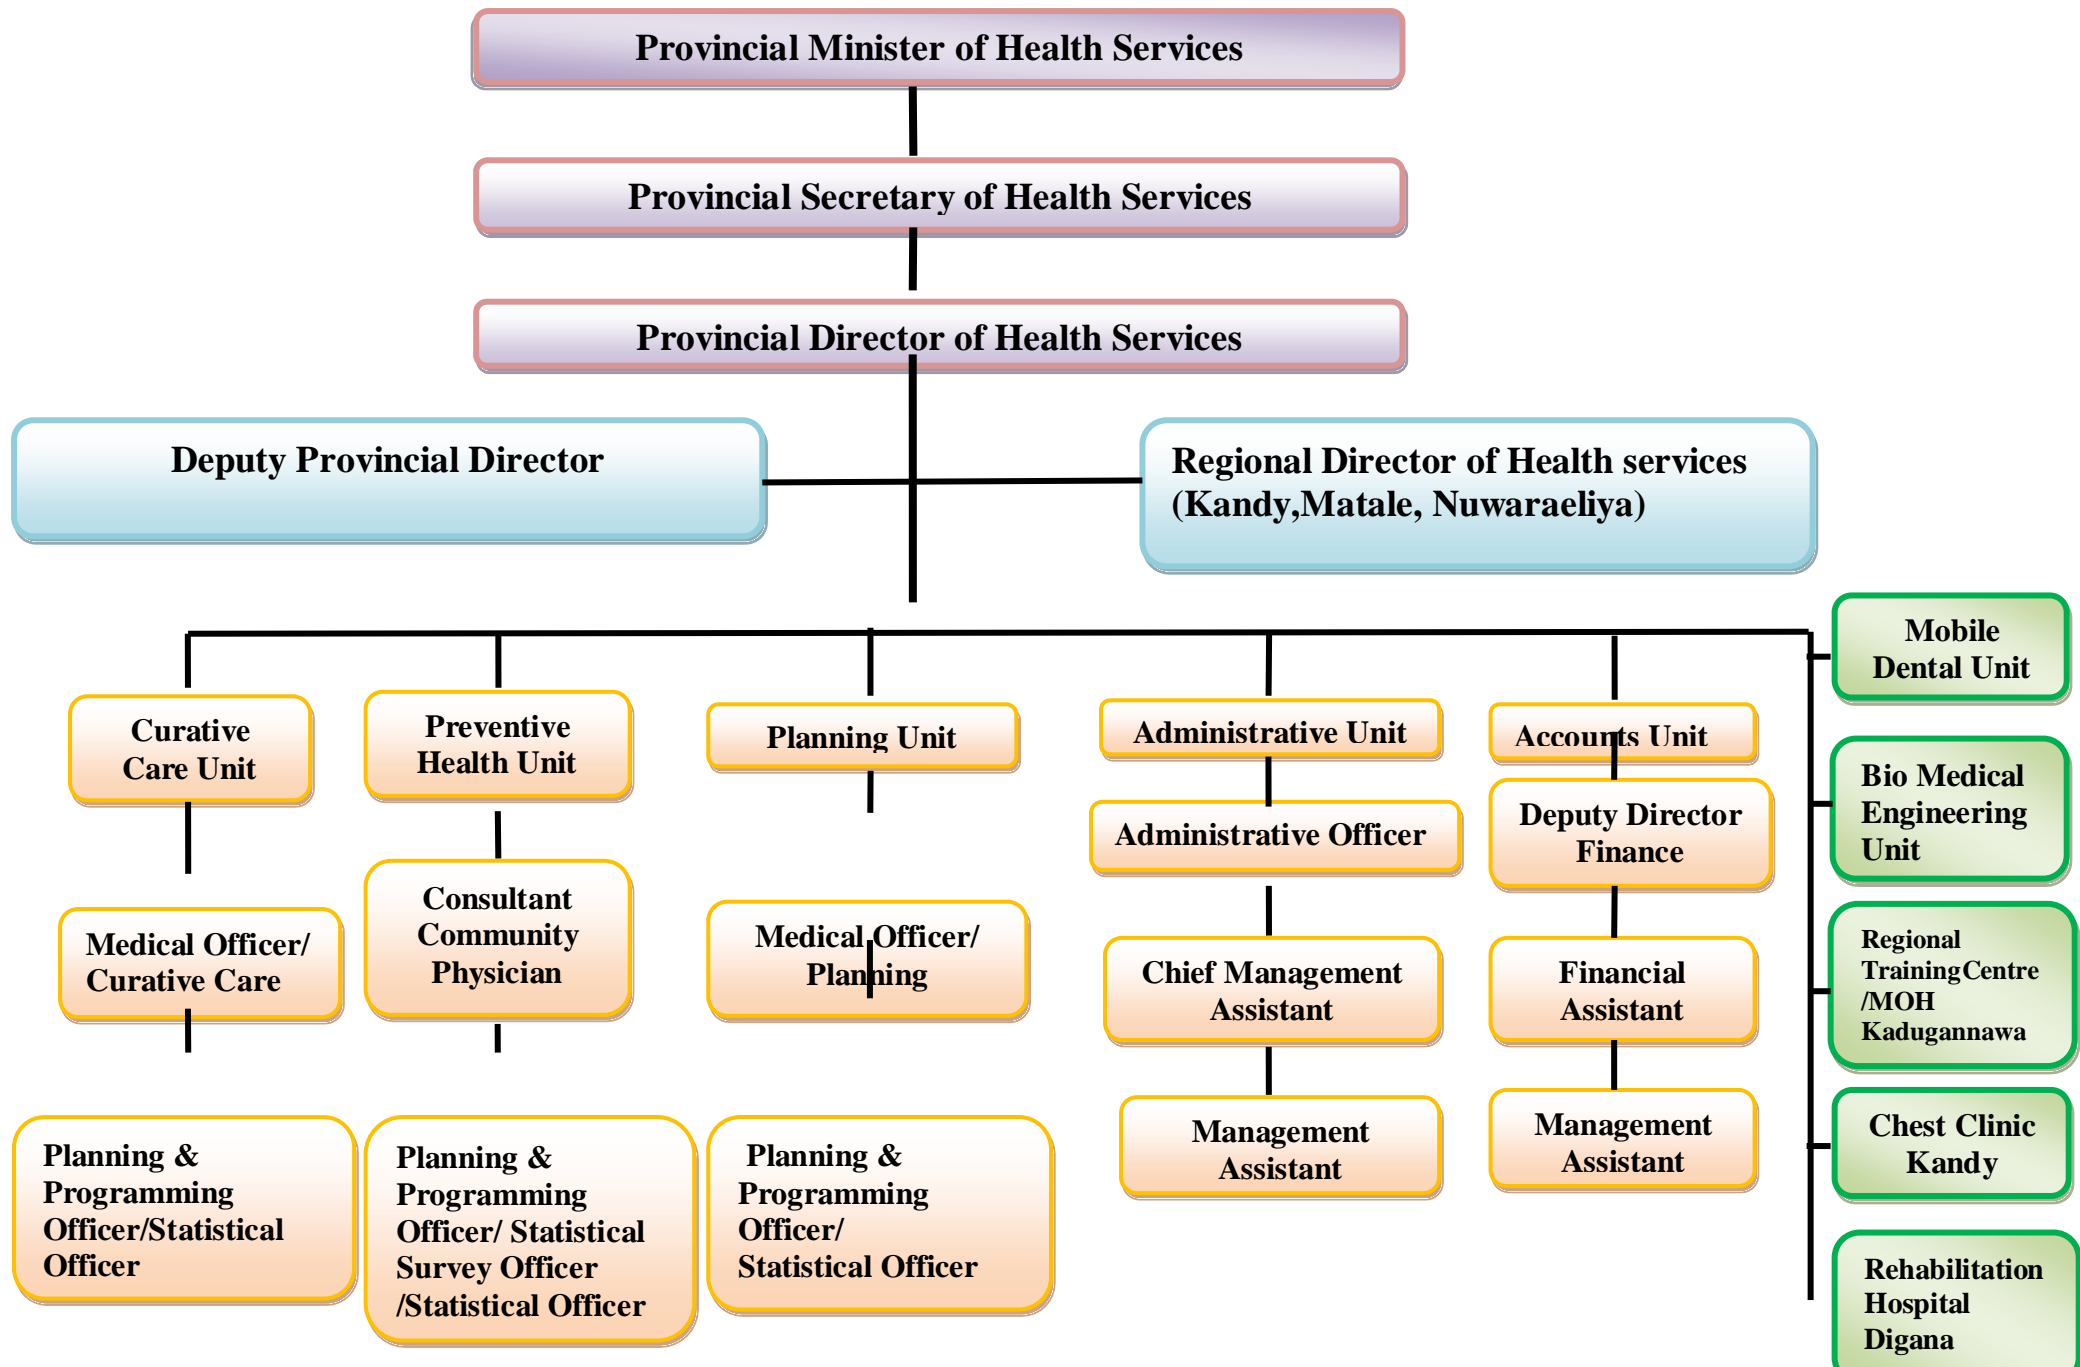 Provincial Minister of Health Services
Provincial Secretary of Health Services
Provincial Director of Health Services
Deputy Provincial Director
Regional Director of Health services
(Kandy,Matale, Nuwaraeliya)
Curative
Care Unit
Preventive
Health Unit
Planning Unit
Administrative Unit
Accounts Unit
Medical Officer/
Curative Care
Consultant
Community
Physician
Medical Officer/
Planning
Administrative Officer
Deputy Director
Finance
Chief Management
Assistant
Financial
Assistant
Planning &
Programming
Officer/Statistical
Officer
Planning &
Programming
Officer/ Statistical
Survey Officer
/Statistical Officer
Planning &
Programming
Officer/
Statistical Officer
Management
Assistant
Management
Assistant
Mobile
Dental Unit
Bio Medical
Engineering
Unit
Regional
Training Centre
/MOH
Kadugannawa
Chest Clinic
Kandy
Rehabilitation
Hospital
Digana